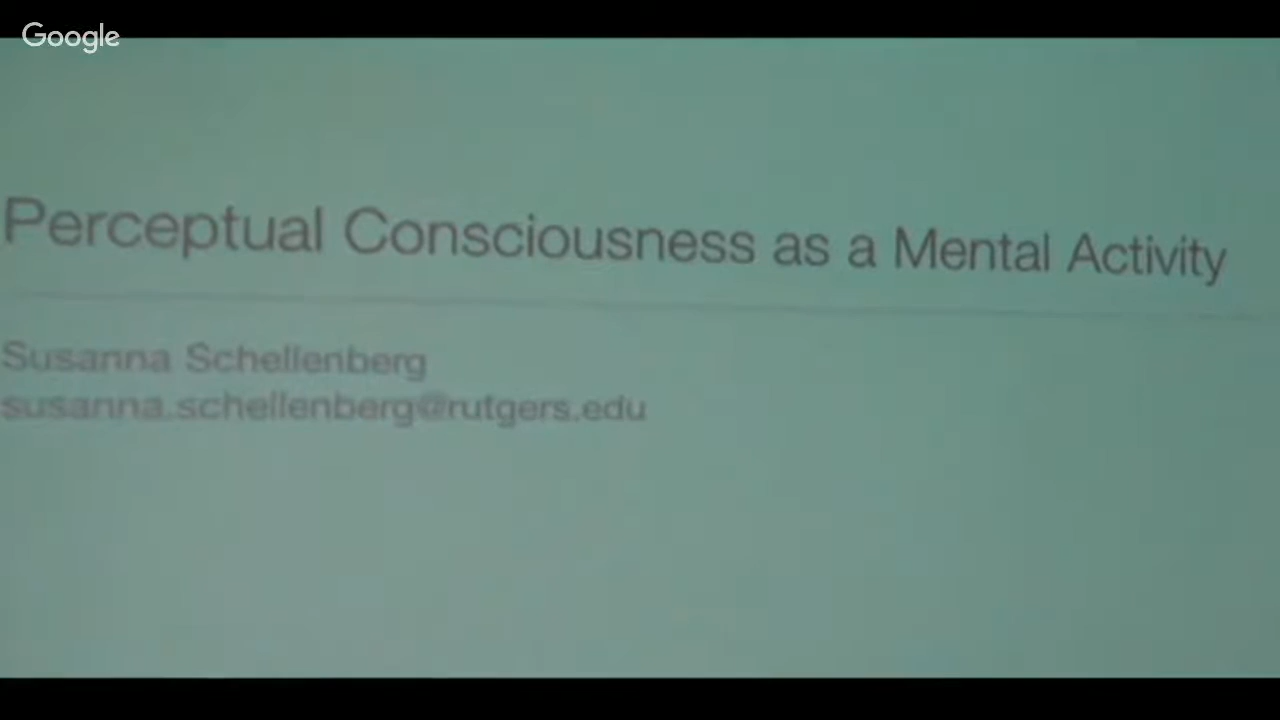 Google
Perceptual Consciousness as a Mental Activity
Susanna Schellenberg
susanna.schellenberg@rutgers.edu